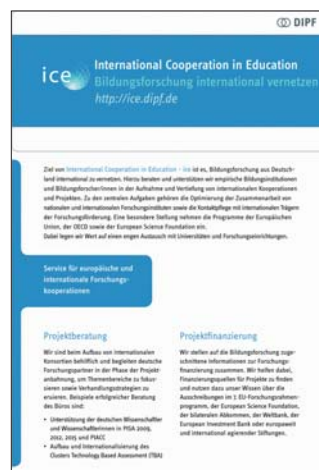 DIPF
ice
International Cooperation in Education
Bildungsforschung international vernetzen
http://ice.dipf.de
Ziel von International Cooperation in Education – ice ist es, Bildungsforschung aus Deutsch-
land international zu vernetzen. Hierzu beraten und unterstützen wir empirische Bildungsinstitutionen
und Bildungsforscher/innen in der Aufnahme und Vertiefung von internationalen Kooperationen
und Projekten. Zu den zentralen Aufgaben gehören die Optimierung der Zusammenarbeit von
nationalen und internationalen Forschungsinstituten sowie die Kontaktpflege mit internationalen Trägern
der Forschungsförderung. Eine besondere Stellung nehmen die Programme der Europäischen
Union, der OECD sowie der European Science Foundation ein.
Dabei legen wir Wert auf einen engen Austausch mit Universitäten und Forschungseinrichtungen.
Service für europäische und
internationale Forschungs-
kooperationen
Projektberatung
Wir sind beim Aufbau von internationalen
Konsortien behilflich und begleiten deutsche
Forschungspartner in der Phase der Projekt-
anbahnung, um Themenbereiche zu fokus-
sieren sowie Verhandlungsstrategien zu
ersinnen. Beispiele erfolgreicher Beratung
des Büros sind:
• Unterstützung der deutschen Wissenschaftler
und Wissenschaftlerinnen in PISA 2009,
2012, 2015 und PIAAC
• Aufbau und Internationalisierung des
Clusters Technology Based Assessment (TBA)
Projektfinanzierung
Wir stellen auf die Bildungsforschung zuge-
schnittene Informationen zur Forschungs-
finanzierung zusammen. Wir helfen dabei,
Finanzierungsquellen für Projekte zu finden
und nutzen dazu unser Wissen über die
Ausschreibungen im 7. EU-Forschungsrahmen-
programm, der European Science Foundation,
der bilateralen Abkommen, der Weltbank, der
European Investment Bank oder europaweit
und international agierender Stiftungen.